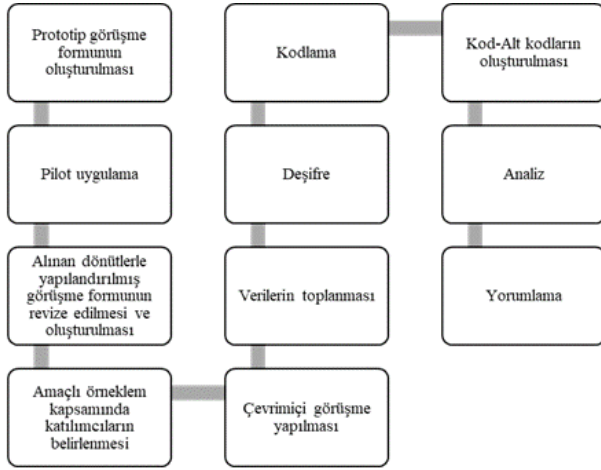 Prototip görüşme
formunun
oluşturulması
Pilot uygulama
Alınan dönütlerle
yapılandırılmış
görüşme formunun
revize edilmesi ve
oluşturulması
Amaçlı örneklem
kapsamında
katılımcıların
belirlenmesi
Çevrimiçi görüşme
yapılması
Verilerin toplanması
Deşifre
Kodlama
Kod-Alt kodların
oluşturulması
Analiz
Yorumlama